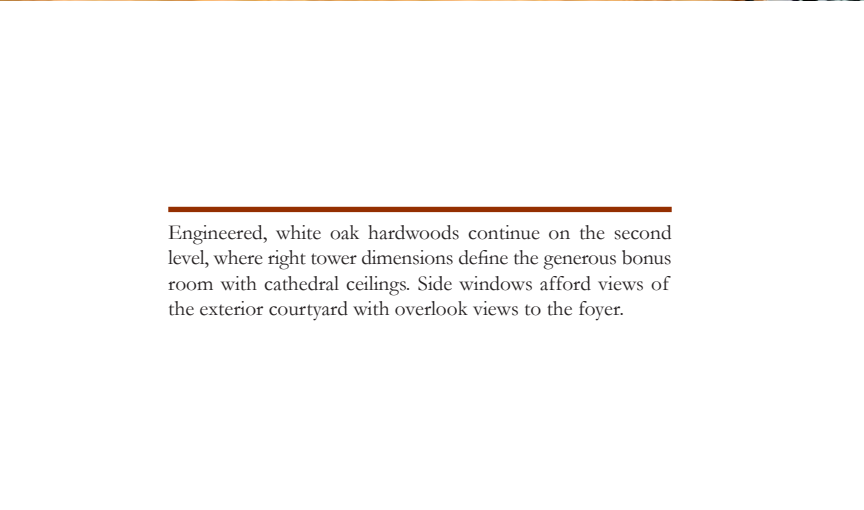 Engineered, white oak hardwoods continue on the second
level, where right tower dimensions define the generous bonus
room with cathedral ceilings. Side windows afford views of
the exterior courtyard with overlook views to the foyer.